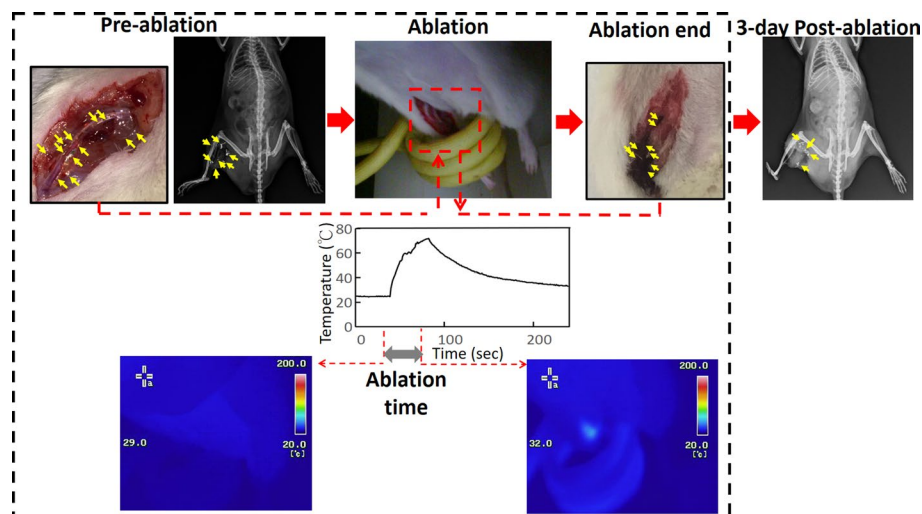 Pre-ablation
Ablation
Ablation end
3-day Post-ablation
Temperature (℃)
80
60
40
20
0
0
100
200
Time (sec)
Ablation
time
a
200.0
29.0
20.0
[℃]
a
200.0
32.0
20.0
[℃]